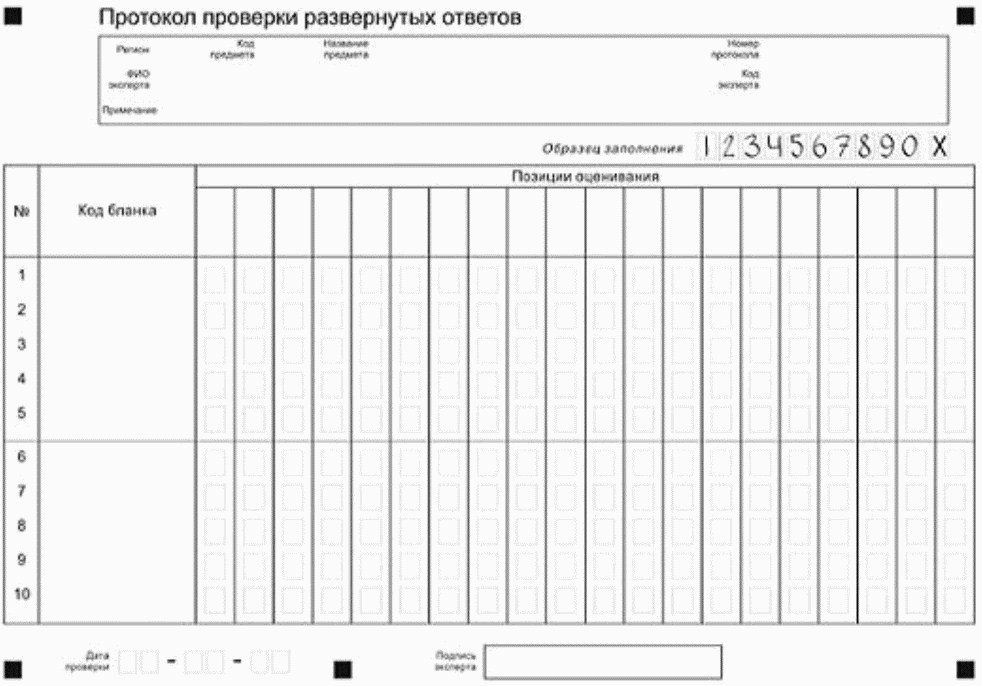 Протокол проверки развернутых ответов
Регион Код предмета Название предмета Номер протокола
ФИО эксперта Код эксперта
Примечание
Образец заполнения 1 2 3 4 5 6 7 8 9 0 X
№ Код бланка Позиции оценивания
1
2
3
4
5
6
7
8
9
10
Дата проверки - - Подпись эксперта